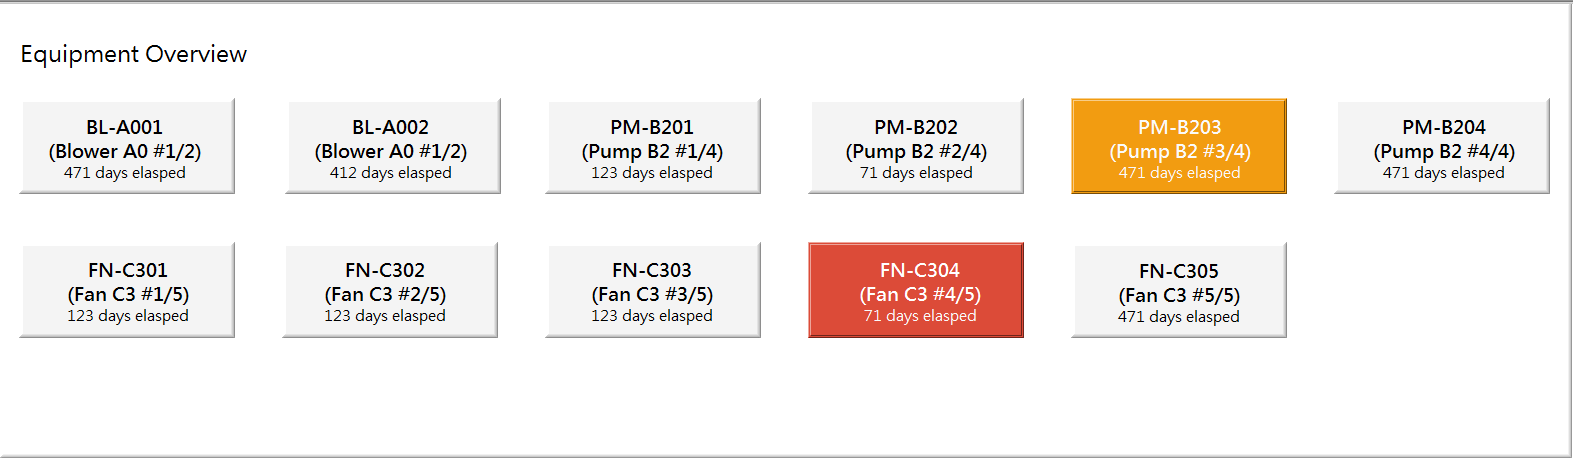 Equipment Overview
BL-A001
(Blower A0 #1/2)
471 days elasped
BL-A002
(Blower A0 #1/2)
412 days elasped
PM-B201
(Pump B2 #1/4)
123 days elasped
PM-B202
(Pump B2 #2/4)
71 days elasped
PM-B203
(Pump B2 #3/4)
471 days elasped
PM-B204
(Pump B2 #4/4)
471 days elasped
FN-C301
(Fan C3 #1/5)
123 days elasped
FN-C302
(Fan C3 #2/5)
123 days elasped
FN-C303
(Fan C3 #3/5)
123 days elasped
FN-C304
(Fan C3 #4/5)
71 days elasped
FN-C305
(Fan C3 #5/5)
471 days elasped